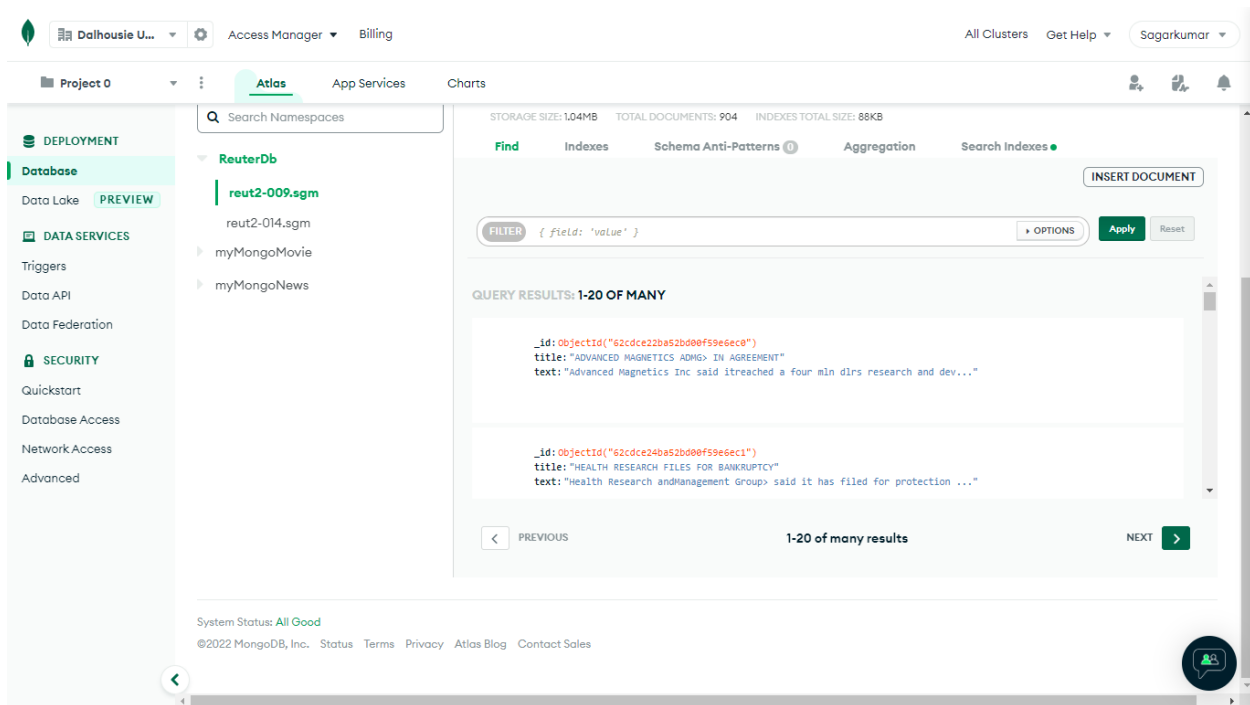 Dalhousie U... Access Manager Billing All Clusters Get Help Sagarkumar
Project 0 Atlas App Services Charts
DEPLOYMENT
Database
Data Lake PREVIEW
DATA SERVICES
Triggers
Data API
Data Federation
SECURITY
Quickstart
Database Access
Network Access
Advanced
Search Namespaces
ReuterDb
reut2-009.sgm
reut2-014.sgm
myMongoMovie
myMongoNews
STORAGE SIZE: 1.04MB TOTAL DOCUMENTS: 904 INDEXES TOTAL SIZE: 88KB
Find Indexes Schema Anti-Patterns 0 Aggregation Search Indexes
INSERT DOCUMENT
FILTER { field: 'value' } OPTIONS Apply Reset
QUERY RESULTS: 1-20 OF MANY
_id: ObjectId("62cdce22ba52bd00f59e6ec0")
title: "ADVANCED MAGNETICS ADMG> IN AGREEMENT"
text: "Advanced Magnetics Inc said itreached a four mln dlrs research and dev..."
_id: ObjectId("62cdce24ba52bd00f59e6ec1")
title: "HEALTH RESEARCH FILES FOR BANKRUPTCY"
text: "Health Research andManagement Group> said it has filed for protection ..."
PREVIOUS 1-20 of many results NEXT
System Status: All Good
©2022 MongoDB, Inc. Status Terms Privacy Atlas Blog Contact Sales